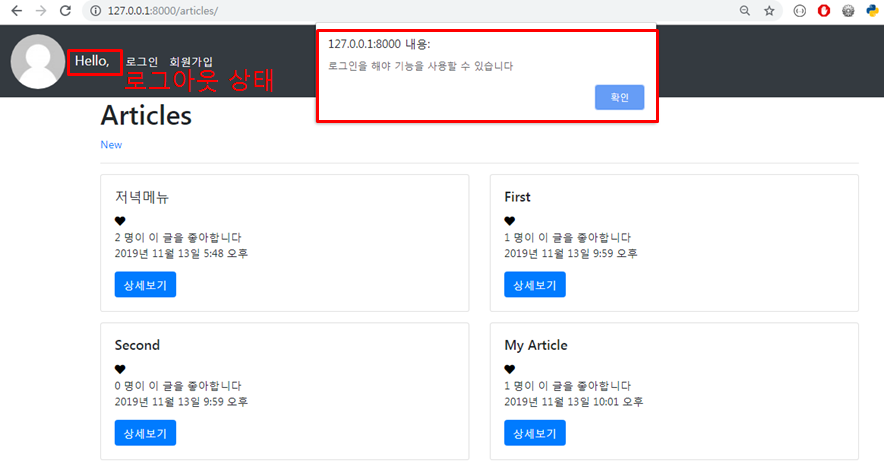 127.0.0.1:8000/articles/
127.0.0.1:8000 내용:
로그인을 해야 기능을 사용할 수 있습니다
확인
Hello, 로그인 회원가입
로그아웃 상태
Articles
New
저녁메뉴
2 명이 이 글을 좋아합니다
2019년 11월 13일 5:48 오후
상세보기
First
1 명이 이 글을 좋아합니다
2019년 11월 13일 9:59 오후
상세보기
Second
0 명이 이 글을 좋아합니다
2019년 11월 13일 9:59 오후
상세보기
My Article
1 명이 이 글을 좋아합니다
2019년 11월 13일 10:01 오후
상세보기